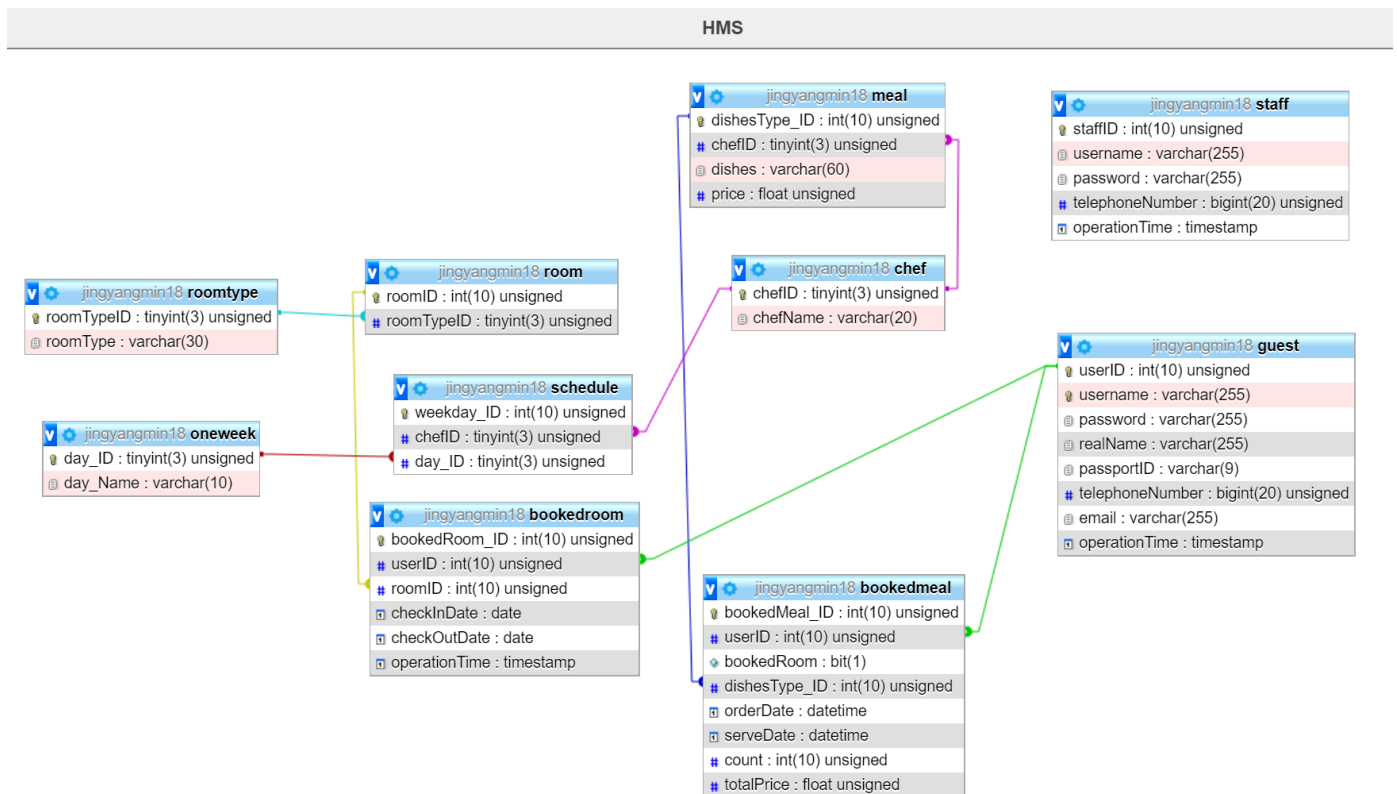 HMS
jingyangmin18 meal
dishesType_ID : int(10) unsigned
chefID : tinyint(3) unsigned
dishes : varchar(60)
price : float unsigned
jingyangmin18 staff
staffID : int(10) unsigned
username : varchar(255)
password : varchar(255)
telephoneNumber : bigint(20) unsigned
operationTime : timestamp
jingyangmin18 roomtype
roomTypeID : tinyint(3) unsigned
roomType : varchar(30)
jingyangmin18 room
roomID : int(10) unsigned
roomTypeID : tinyint(3) unsigned
jingyangmin18 chef
chefID : tinyint(3) unsigned
chefName : varchar(20)
jingyangmin18 guest
userID : int(10) unsigned
username : varchar(255)
password : varchar(255)
realName : varchar(255)
passportID : varchar(9)
telephoneNumber : bigint(20) unsigned
email : varchar(255)
operationTime : timestamp
jingyangmin18 oneweek
day_ID : tinyint(3) unsigned
day_Name : varchar(10)
jingyangmin18 schedule
weekday_ID : int(10) unsigned
chefID : tinyint(3) unsigned
day_ID : tinyint(3) unsigned
jingyangmin18 bookedroom
bookedRoom_ID : int(10) unsigned
userID : int(10) unsigned
roomID : int(10) unsigned
checkInDate : date
checkOutDate : date
operationTime : timestamp
jingyangmin18 bookedmeal
bookedMeal_ID : int(10) unsigned
userID : int(10) unsigned
bookedRoom : bit(1)
dishesType_ID : int(10) unsigned
orderDate : datetime
serveDate : datetime
count : int(10) unsigned
totalPrice : float unsigned